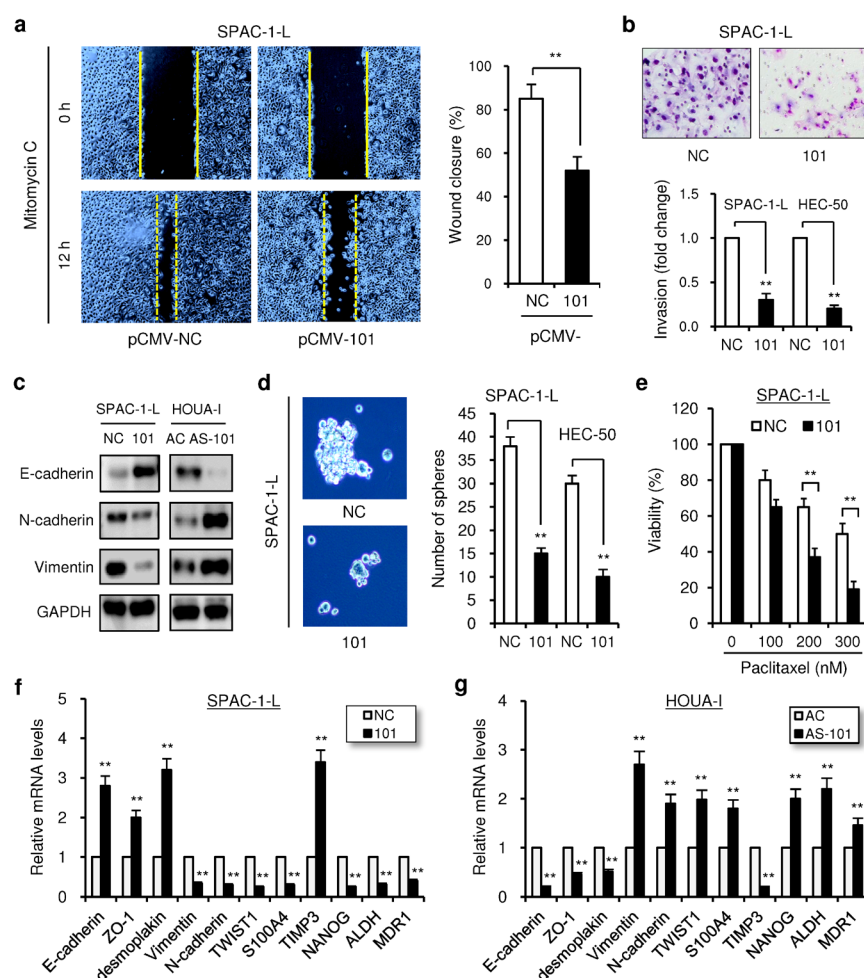 a
SPAC-1-L
Mitomycin C
0 h
12 h
pCMV-NC
pCMV-101
Wound closure (%)
100
80
60
40
20
0
**
NC 101
pCMV-
b
SPAC-1-L
NC
101
Invasion (fold change)
SPAC-1-L
HEC-50
1.5
1.0
0.5
0.0
**
**
NC 101 NC 101
c
SPAC-1-L HOUA-I
NC 101 AC AS-101
E-cadherin
N-cadherin
Vimentin
GAPDH
d
SPAC-1-L
NC
101
Number of spheres
SPAC-1-L
HEC-50
45
40
35
30
25
20
15
10
5
0
**
**
NC 101 NC 101
e
SPAC-1-L
NC 101
Viability (%)
120
100
80
60
40
20
0
**
**
0 100 200 300
Paclitaxel (nM)
f
SPAC-1-L
NC
101
Relative mRNA levels
5
4
3
2
1
0
** ** ** ** ** ** ** ** ** ** **
E-cadherin
ZO-1
desmoplakin
Vimentin
N-cadherin
TWIST1
S100A4
TIMP3
NANOG
ALDH
MDR1
g
HOUA-I
AC
AS-101
Relative mRNA levels
4
3
2
1
0
** ** ** ** ** ** ** ** ** ** **
E-cadherin
ZO-1
desmoplakin
Vimentin
N-cadherin
TWIST1
S100A4
TIMP3
NANOG
ALDH
MDR1